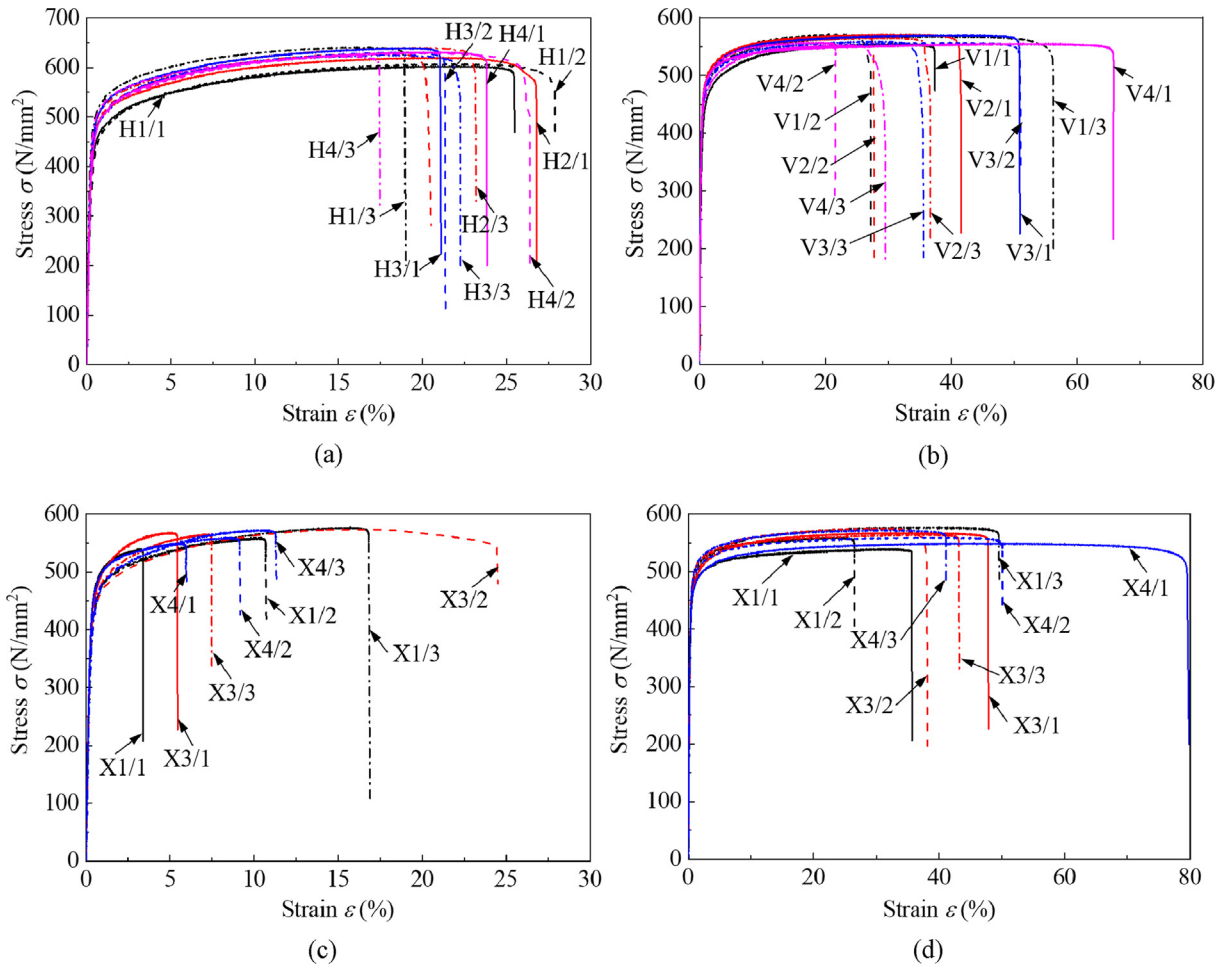 700
600
500
400
300
200
100
0
Stress σ (N/mm²)
0 5 10 15 20 25 30
Strain ε (%)
H1/1
H3/2
H4/1
H1/2
H4/3
H1/3
H2/3
H2/1
H3/1
H3/3
H4/2
(a)
600
500
400
300
200
100
0
Stress σ (N/mm²)
0 20 40 60 80
Strain ε (%)
V4/2
V1/1
V1/2
V2/1
V1/3
V4/1
V2/2
V3/2
V4/3
V3/3
V2/3
V3/1
(b)
600
500
400
300
200
100
0
Stress σ (N/mm²)
0 5 10 15 20 25 30
Strain ε (%)
X4/1
X4/3
X3/2
X1/2
X4/2
X1/3
X3/3
X1/1
X3/1
(c)
600
500
400
300
200
100
0
Stress σ (N/mm²)
0 20 40 60 80
Strain ε (%)
X1/1
X1/3
X4/1
X1/2
X4/3
X4/2
X3/3
X3/2
X3/1
(d)